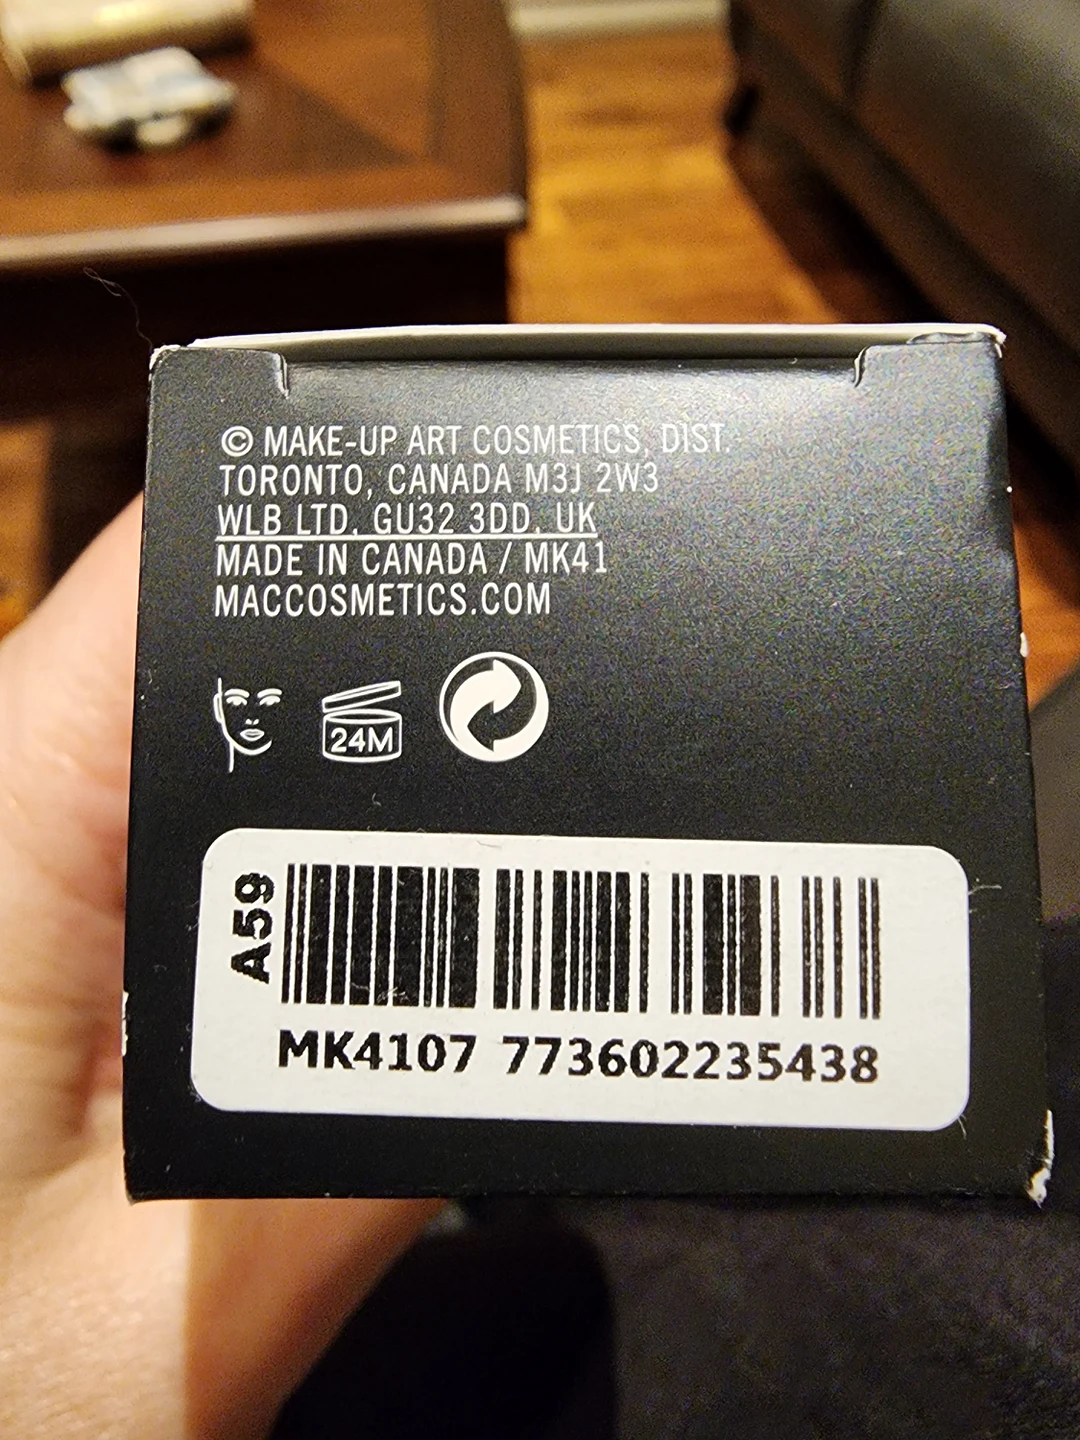 © MAKE-UP ART COSMETICS, DIST.
TORONTO, CANADA M3J 2W3
WLB LTD, GU32 3DD, UK
MADE IN CANADA / MK41
MACCOSMETICS.COM
24M
A59
MK4107 773602235438